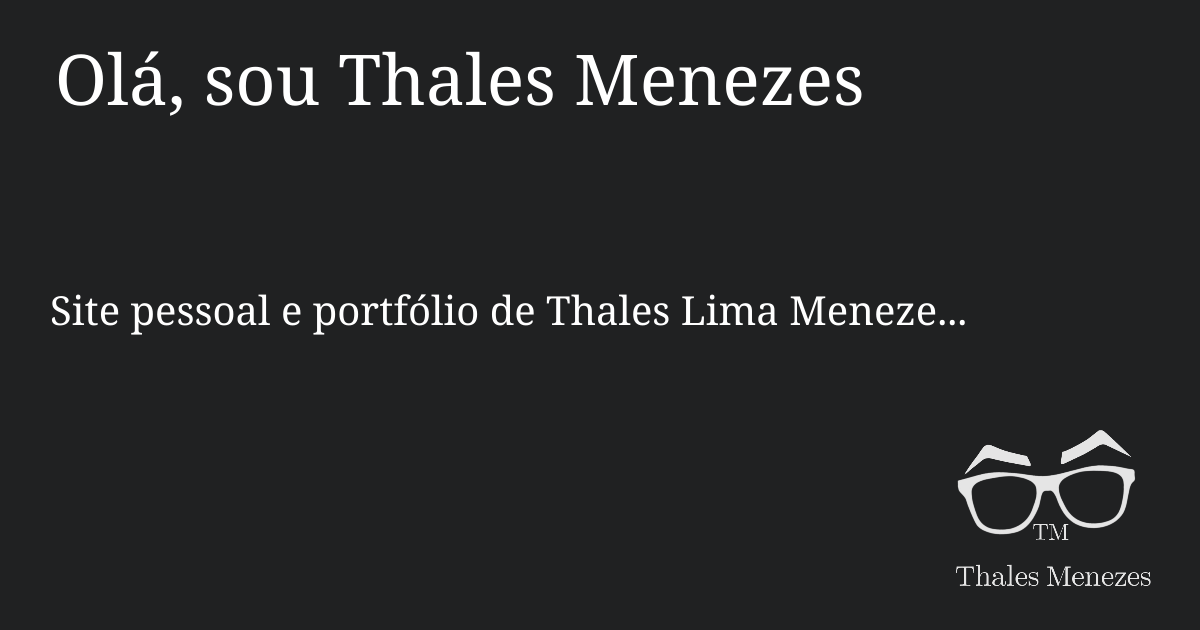 Olá, sou Thales Menezes
Site pessoal e portfólio de Thales Lima Meneze...
TM
Thales Menezes